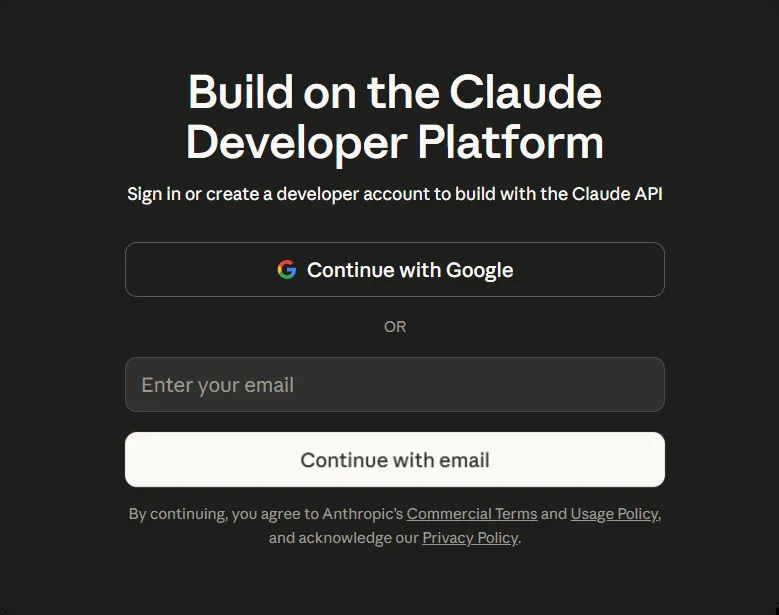 Build on the Claude
Developer Platform
Sign in or create a developer account to build with the Claude API
Continue with Google
OR
Enter your email
Continue with email
By continuing, you agree to Anthropic's Commercial Terms and Usage Policy,
and acknowledge our Privacy Policy.